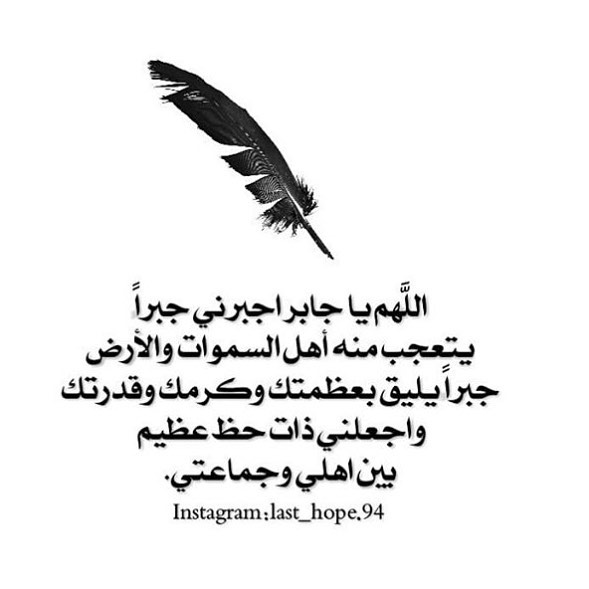 اللَّهم يا جابر اجبرني جبراً
يتعجب منه أهل السموات والأرض
جبراً يليق بعظمتك وكرمك وقدرتك
واجعلني ذات حظ عظيم
بين اهلي وجماعتي.
Instagram:last_hope.94